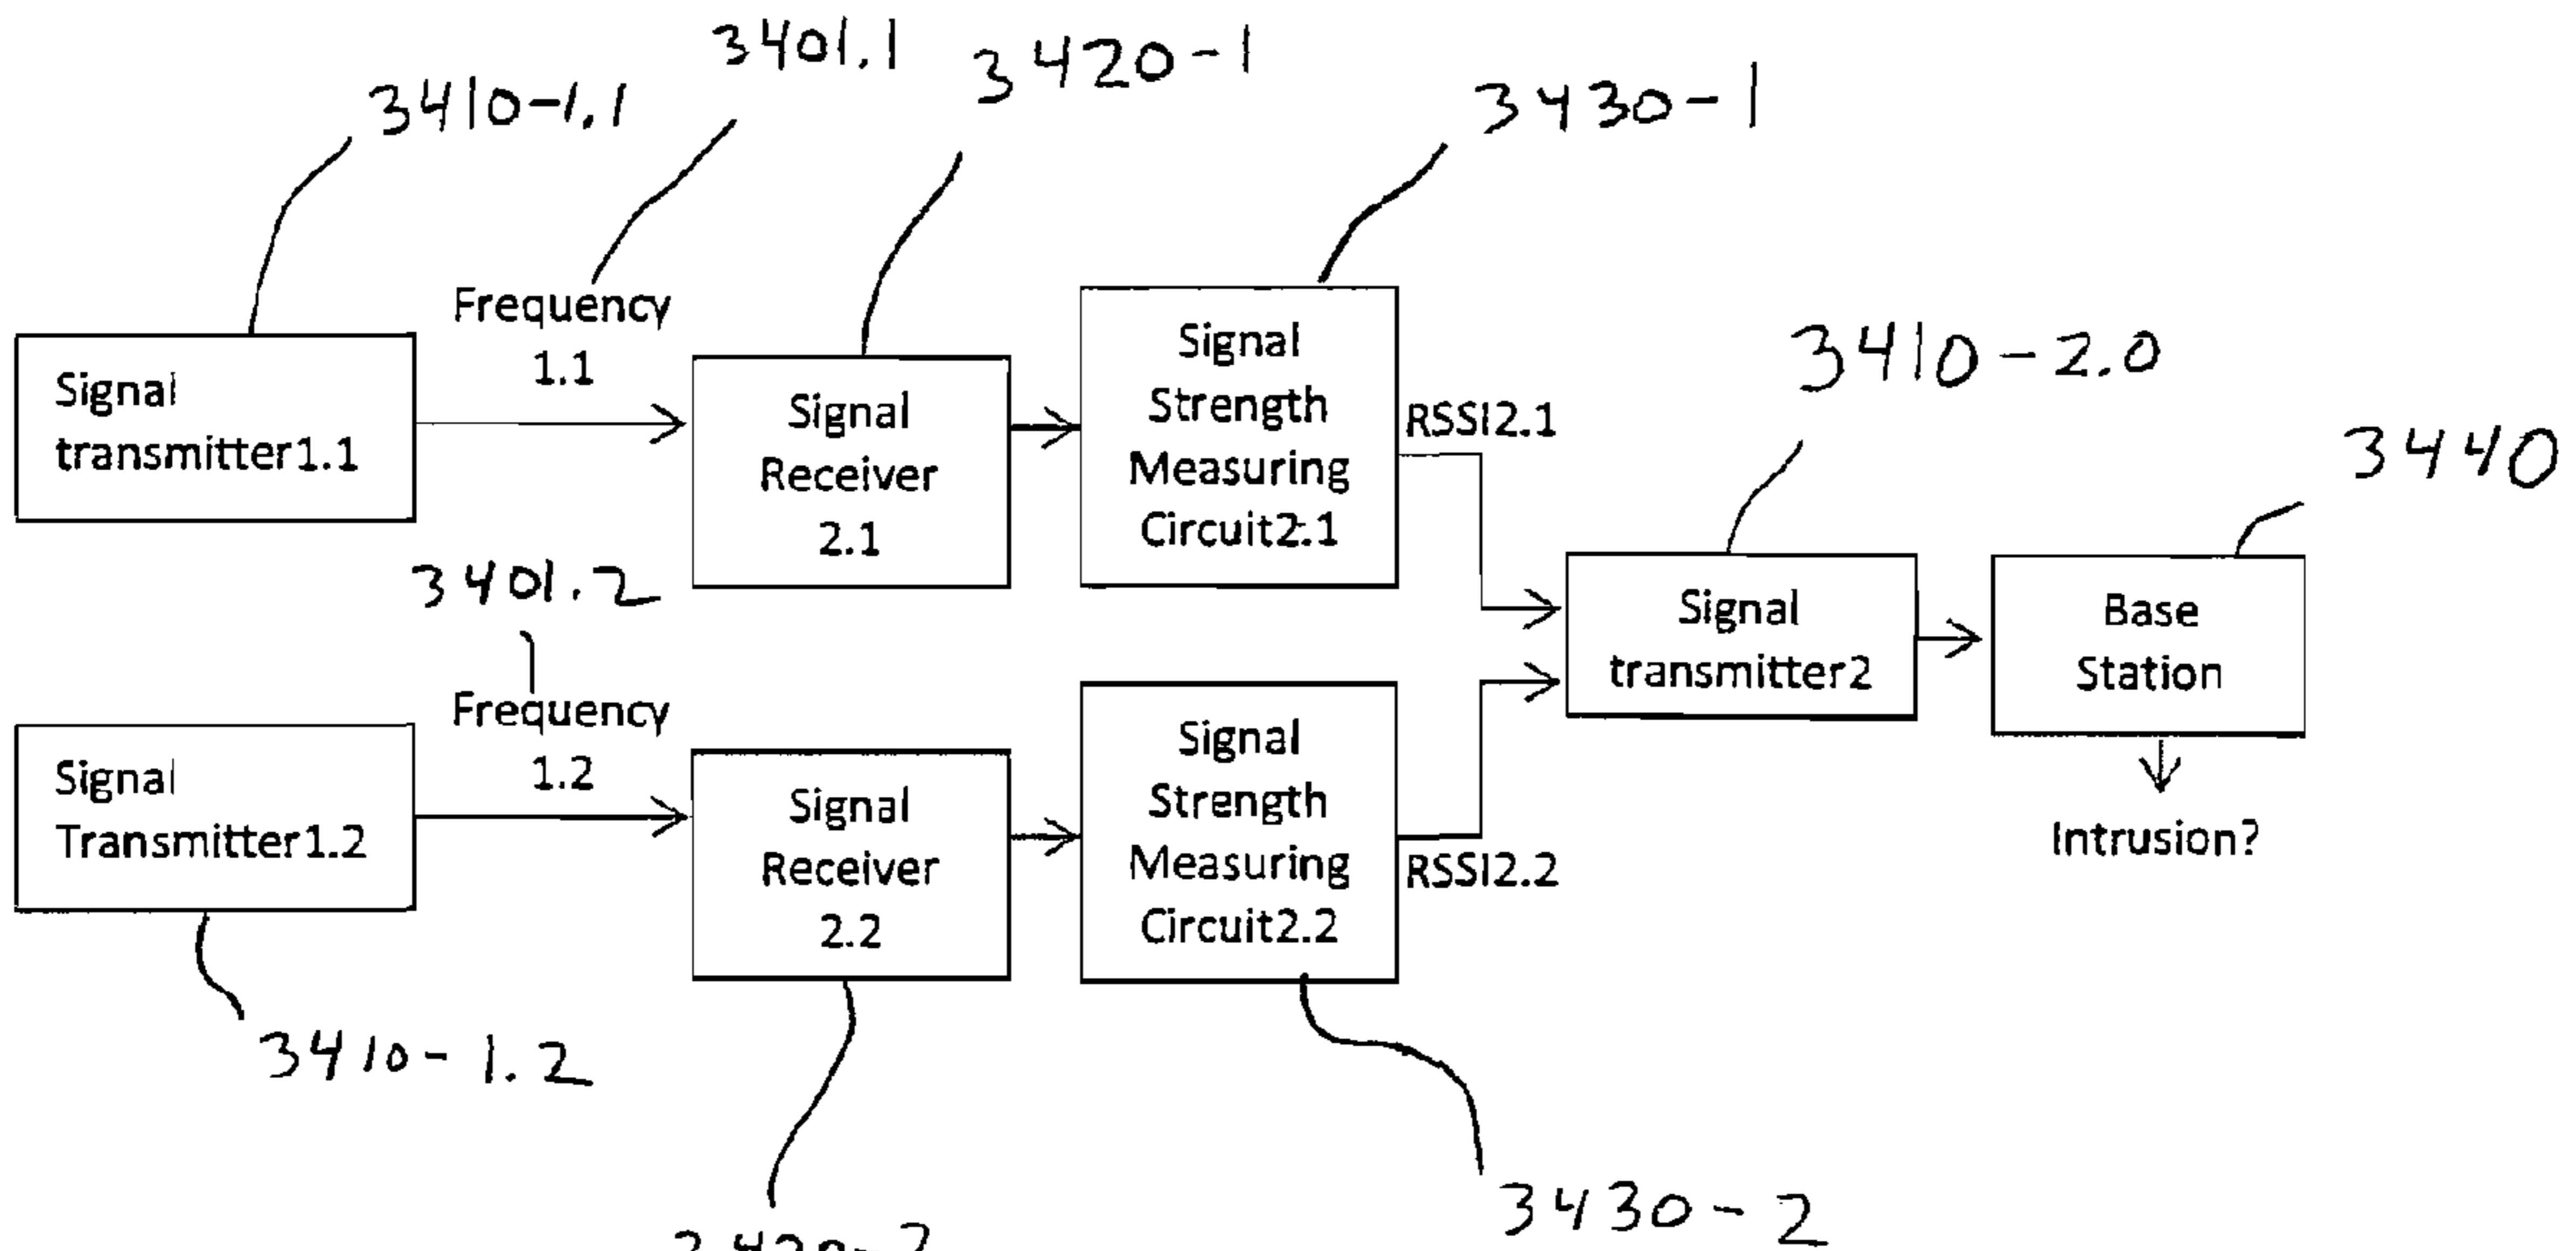 3401.1
3420-1
3410-1.1
3430-1
Frequency
1.1
Signal
transmitter1.1
Signal
Receiver
2.1
Signal
Strength
Measuring
Circuit2.1
RSSI2.1
3410-2.0
3440
Signal
transmitter2
Base
Station
Intrusion?
3401.2
Frequency
1.2
Signal
Transmitter1.2
Signal
Receiver
2.2
Signal
Strength
Measuring
Circuit2.2
RSSI2.2
3410-1.2
3430-2